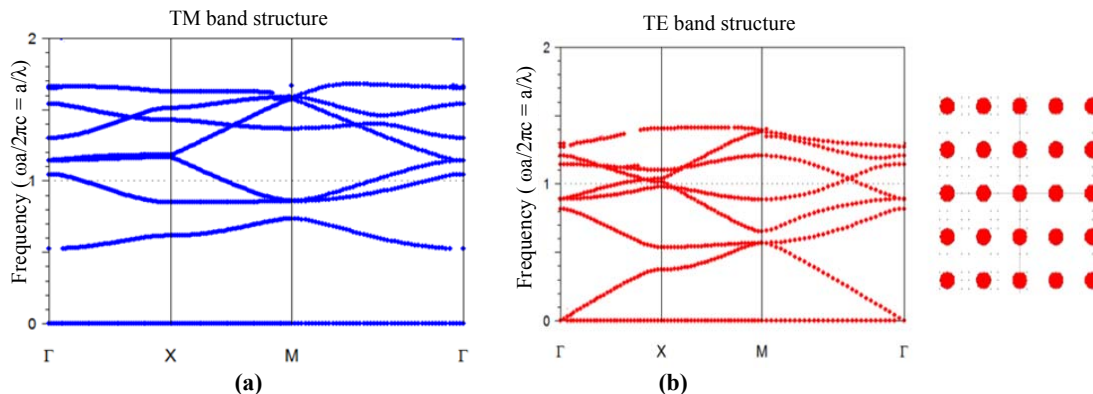 TM band structure
Frequency ( ωa/2πc = a/λ)
2
1
0
Γ X M Γ
(a)
TE band structure
Frequency ( ωa/2πc = a/λ)
2
1
0
Γ X M Γ
(b)